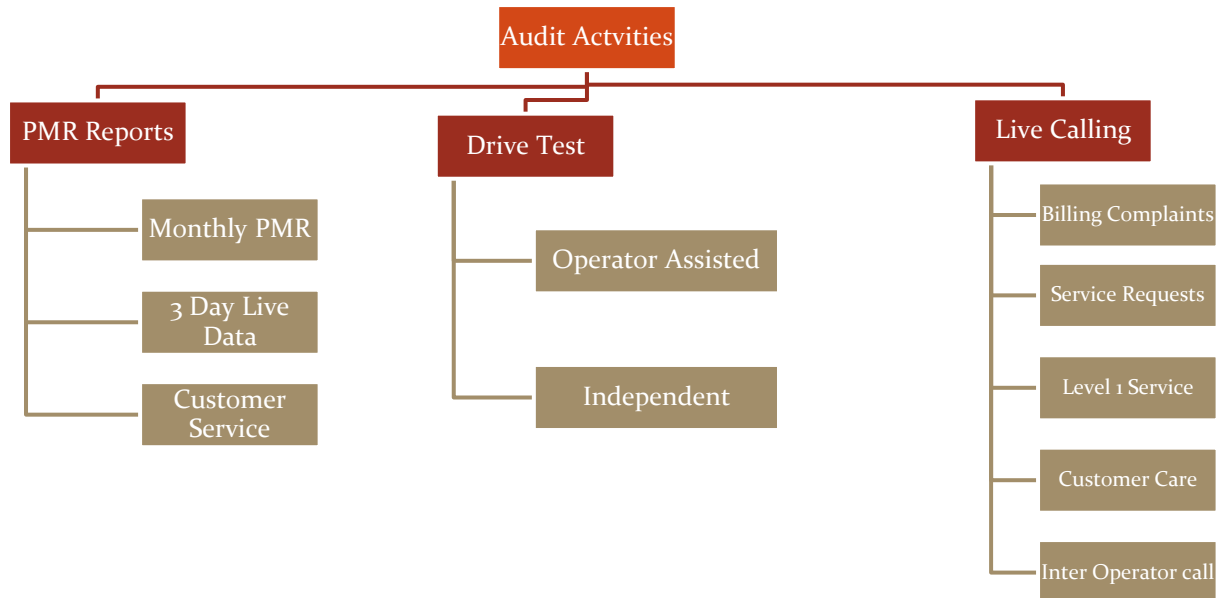 Audit Actvities
PMR Reports
Monthly PMR
3 Day Live
Data
Customer
Service
Drive Test
Operator Assisted
Independent
Live Calling
Billing Complaints
Service Requests
Level 1 Service
Customer Care
Inter Operator call